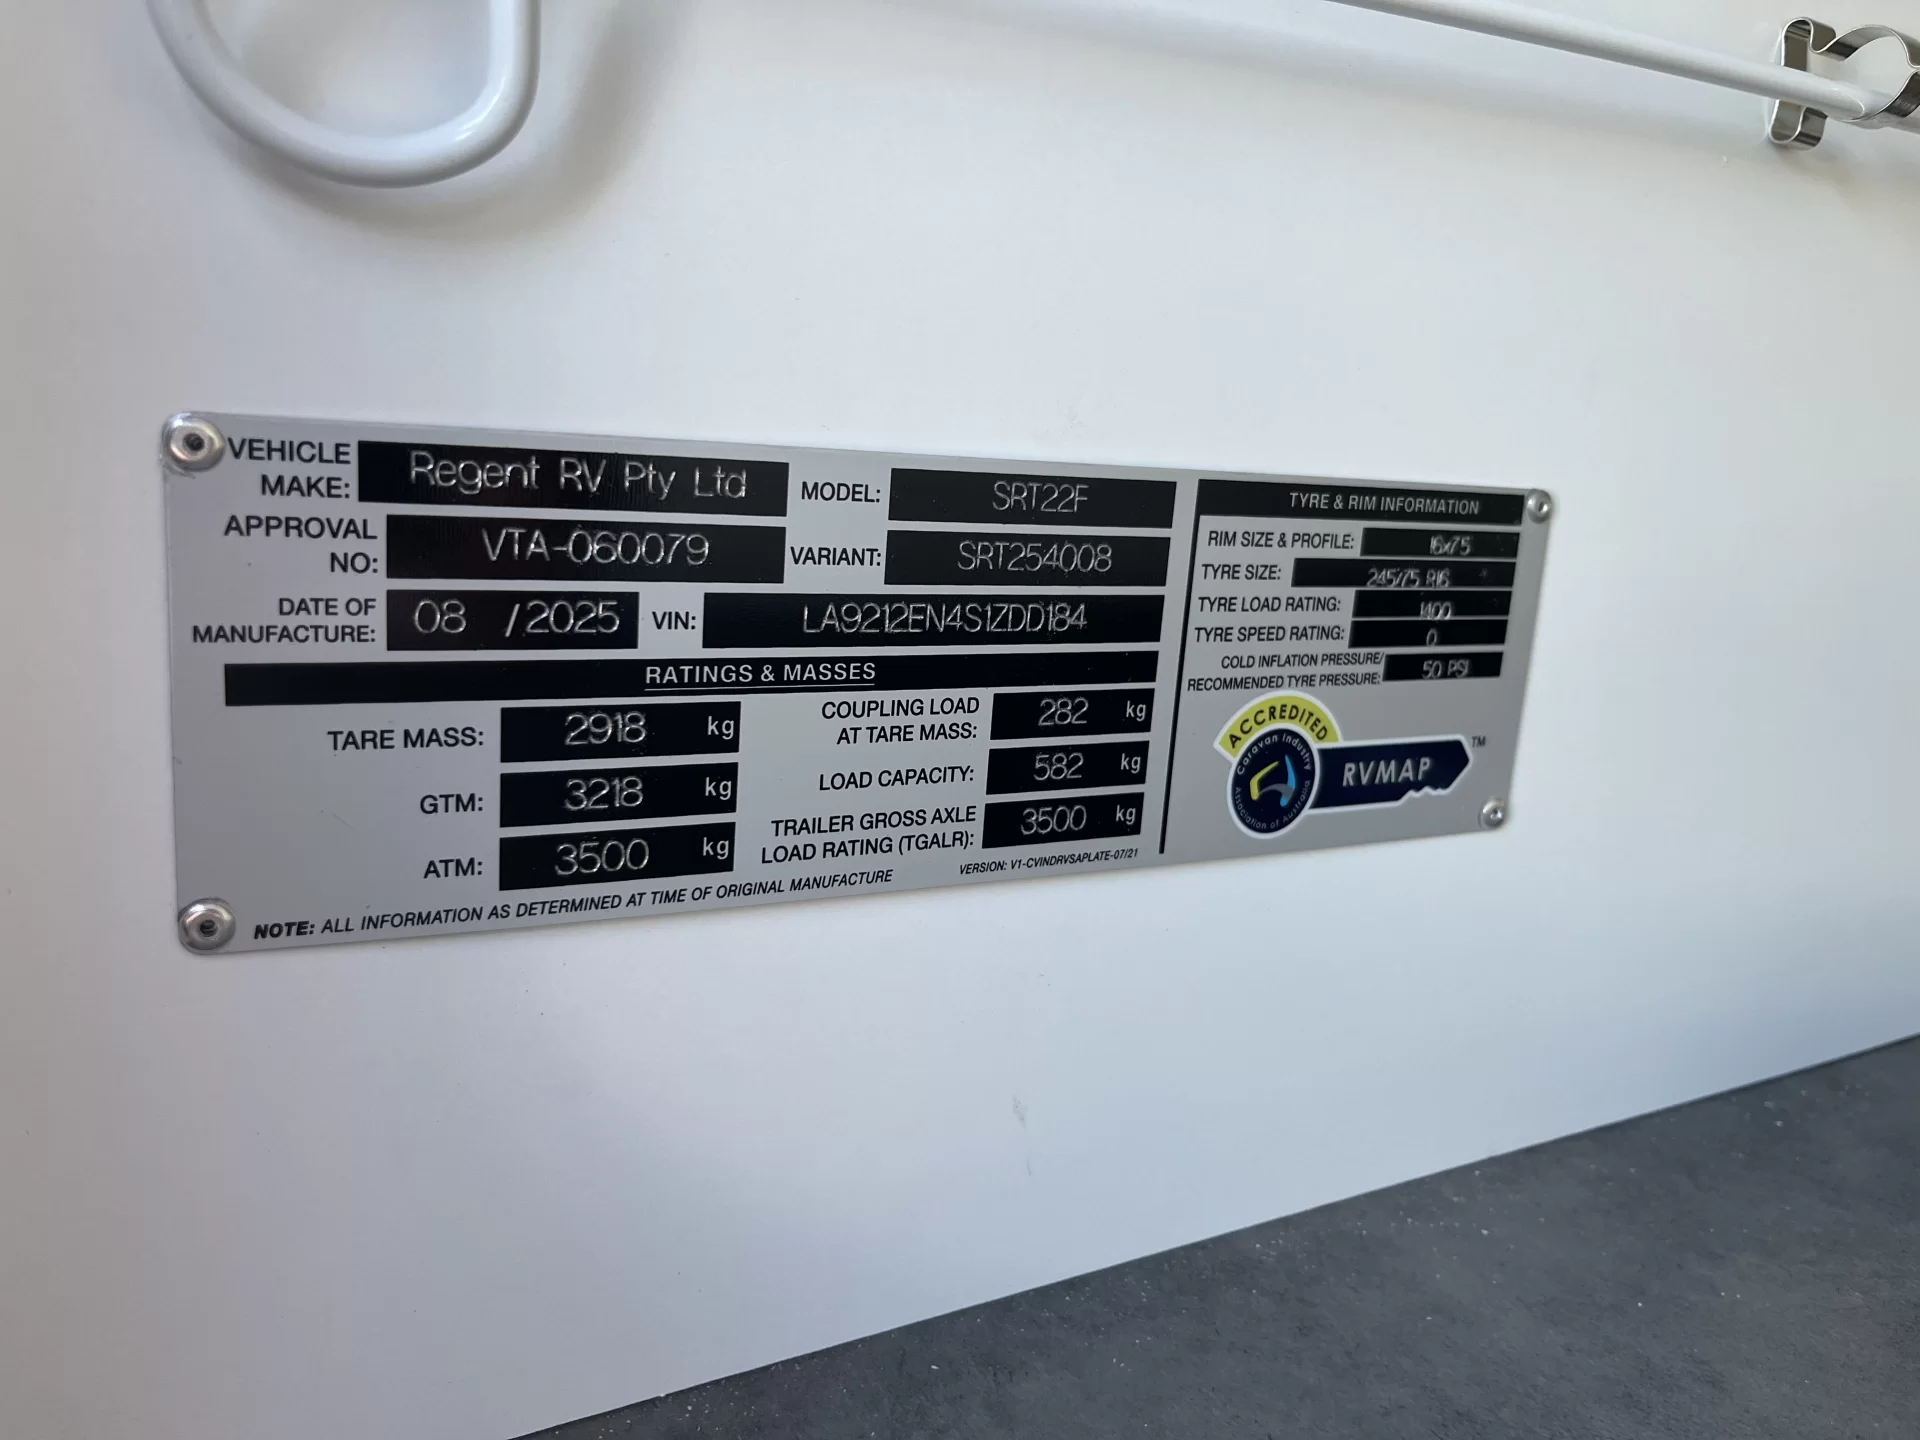 VEHICLE MAKE: Regent RV Pty Ltd
MODEL: SRT22F
APPROVAL NO: VTA-060079
VARIANT: SRT254008
DATE OF MANUFACTURE: 08 /2025
VIN: LA9212EN4S1ZDD184
RATINGS & MASSES
TARE MASS: 2918 kg
COUPLING LOAD AT TARE MASS: 282 kg
GTM: 3218 kg
LOAD CAPACITY: 582 kg
ATM: 3500 kg
TRAILER GROSS AXLE LOAD RATING (TGALR): 3500 kg
NOTE: ALL INFORMATION AS DETERMINED AT TIME OF ORIGINAL MANUFACTURE
VERSION: V1-CVINDRVSAPLATE-07/21
TYRE & RIM INFORMATION
RIM SIZE & PROFILE: 16x7.5
TYRE SIZE: 245/75 R16
TYRE LOAD RATING: 1400
TYRE SPEED RATING: Q
COLD INFLATION PRESSURE/
RECOMMENDED TYRE PRESSURE: 50 PSI
ACCREDITED
Caravan Industry Association of Australia
RVMAP TM